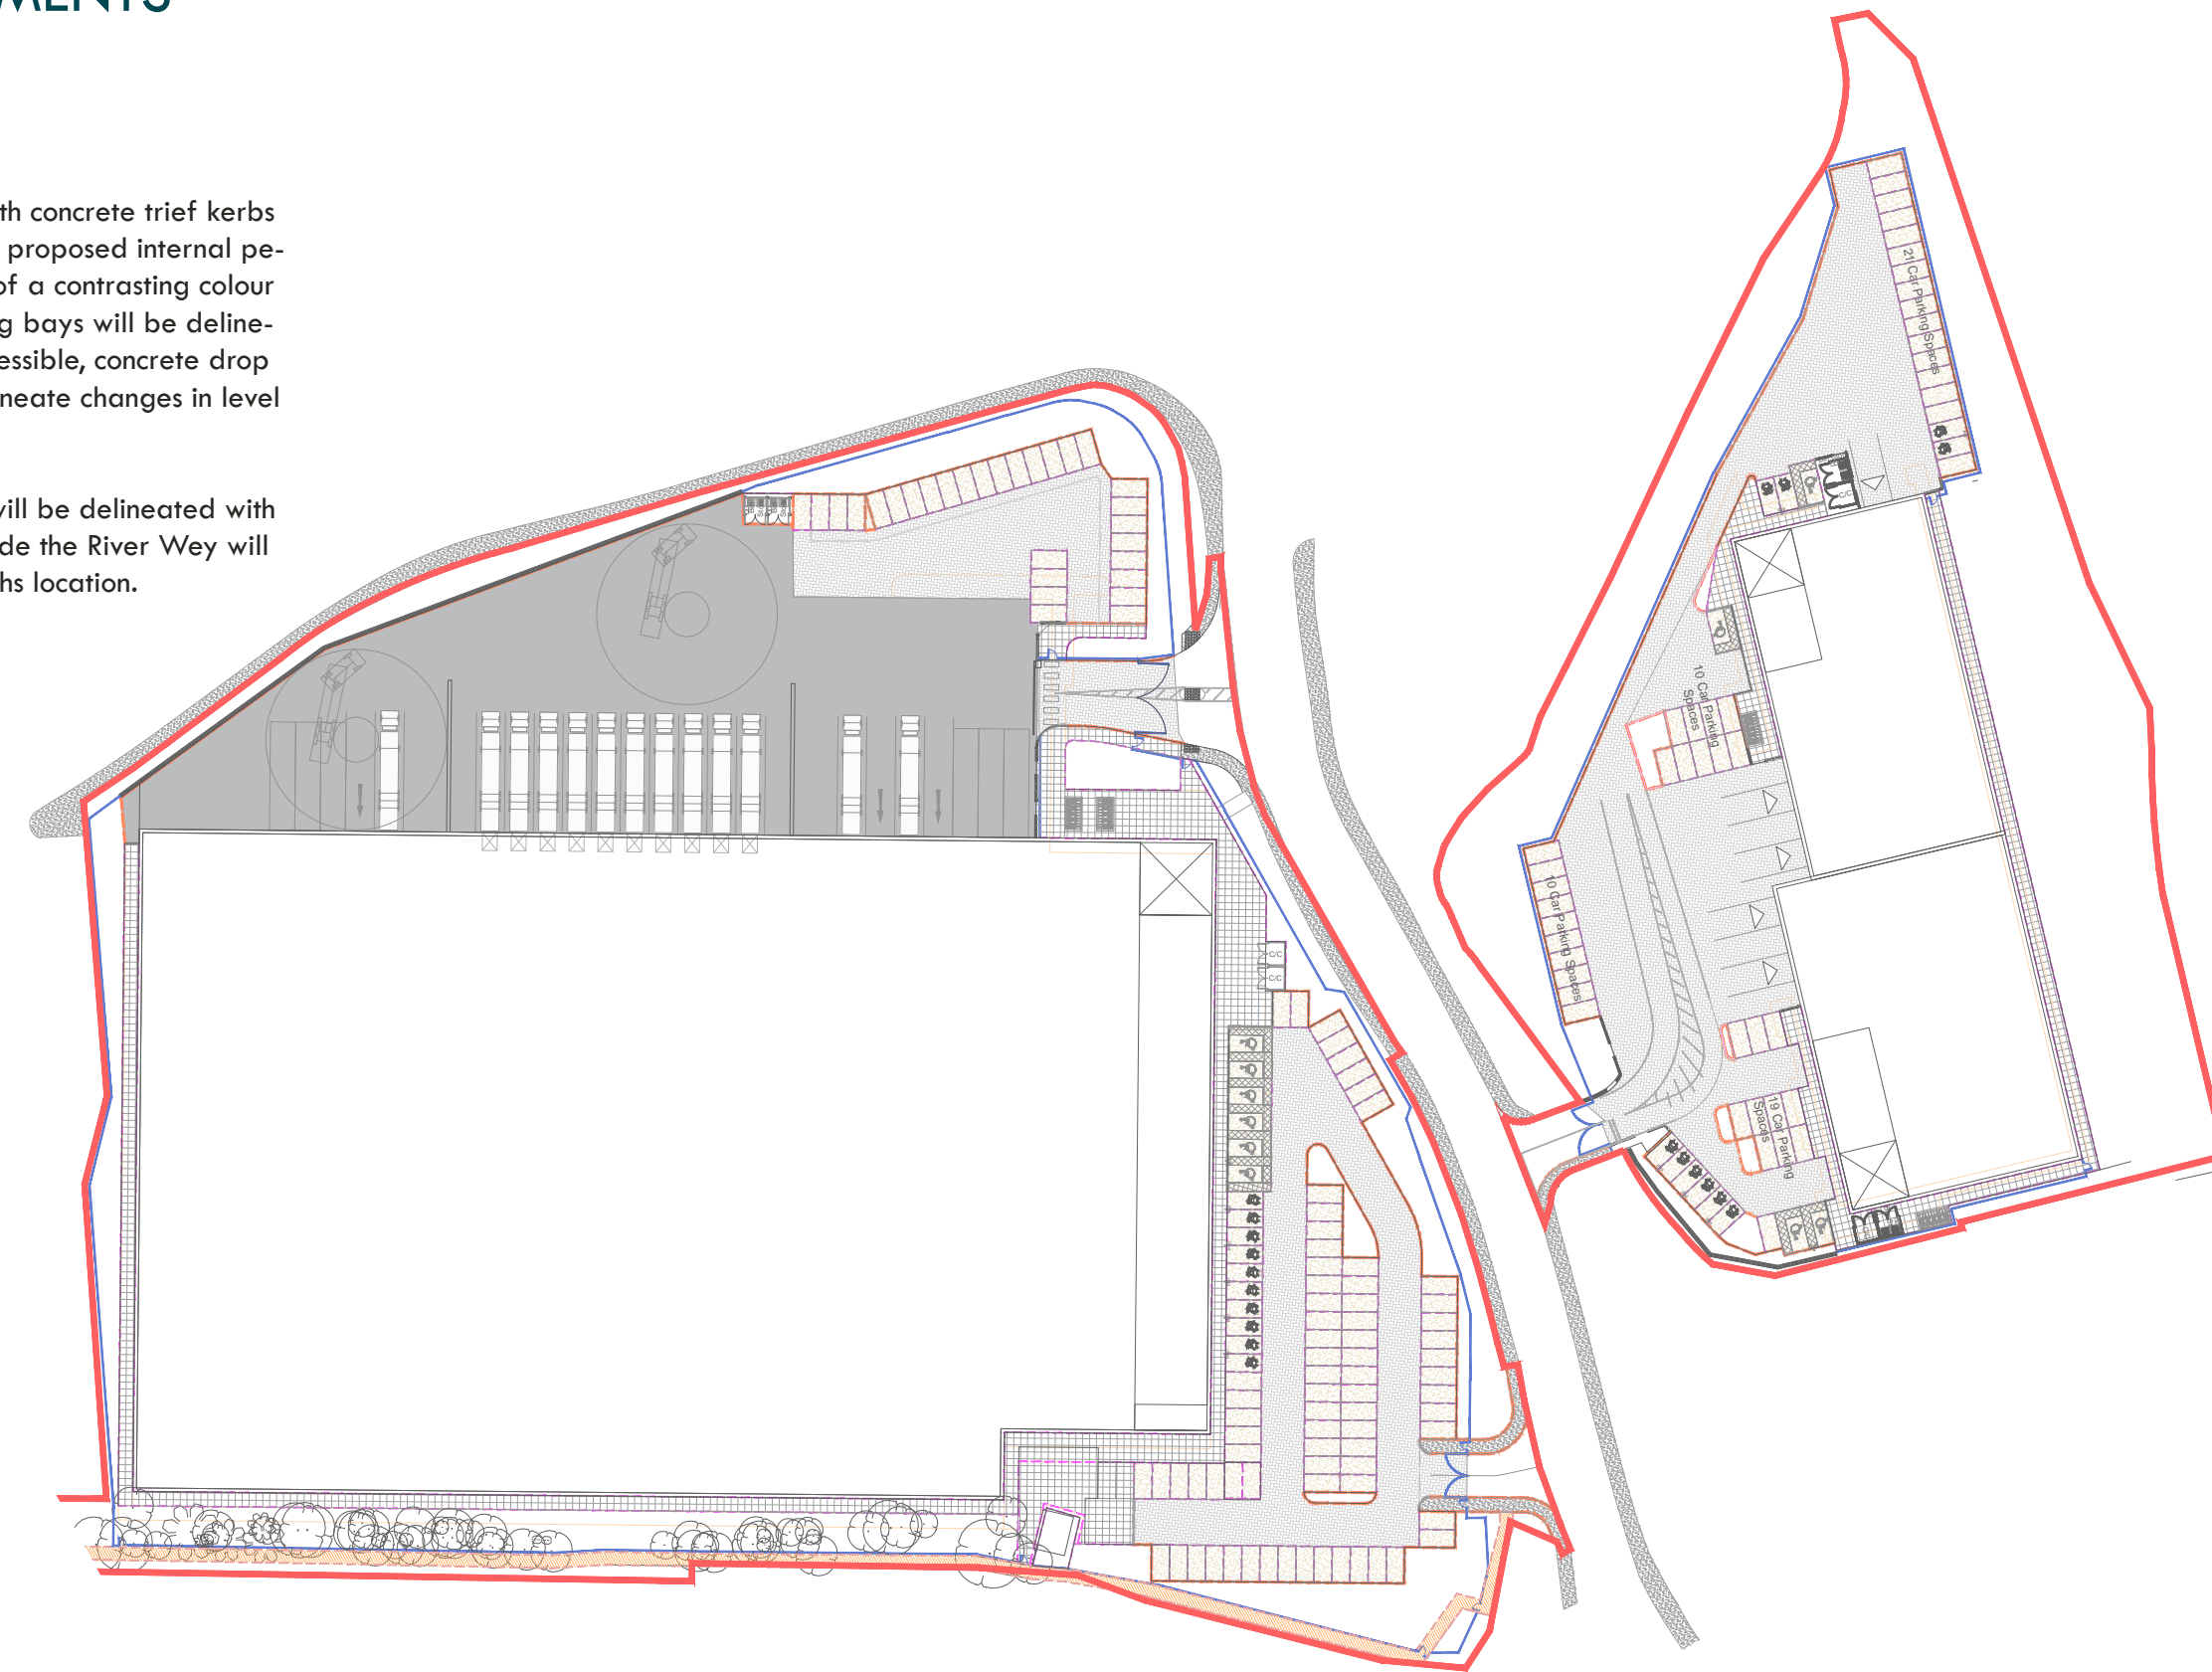 MENTS
th concrete trief kerbs
proposed internal pe-
of a contrasting colour
g bays will be deline-
essible, concrete drop
neate changes in level
will be delineated with
de the River Wey will
hs location.
21 Car Parking Spaces
C/C
10 Car Parking
Spaces
10 Car Parking Spaces
C/C
C/C
19 Car Parking
Spaces